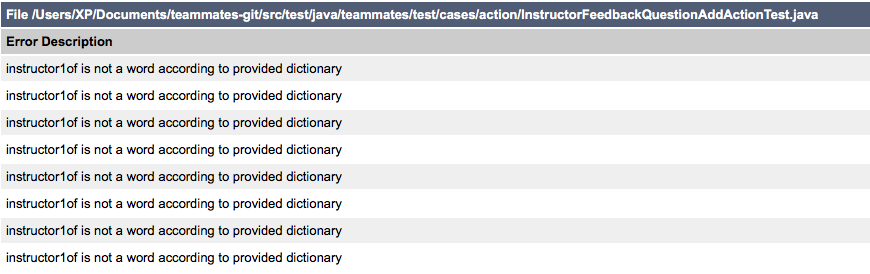 File /Users/XP/Documents/teammates-git/src/test/java/teammates/test/cases/action/InstructorFeedbackQuestionAddActionTest.java
Error Description
instructor1of is not a word according to provided dictionary
instructor1of is not a word according to provided dictionary
instructor1of is not a word according to provided dictionary
instructor1of is not a word according to provided dictionary
instructor1of is not a word according to provided dictionary
instructor1of is not a word according to provided dictionary
instructor1of is not a word according to provided dictionary
instructor1of is not a word according to provided dictionary